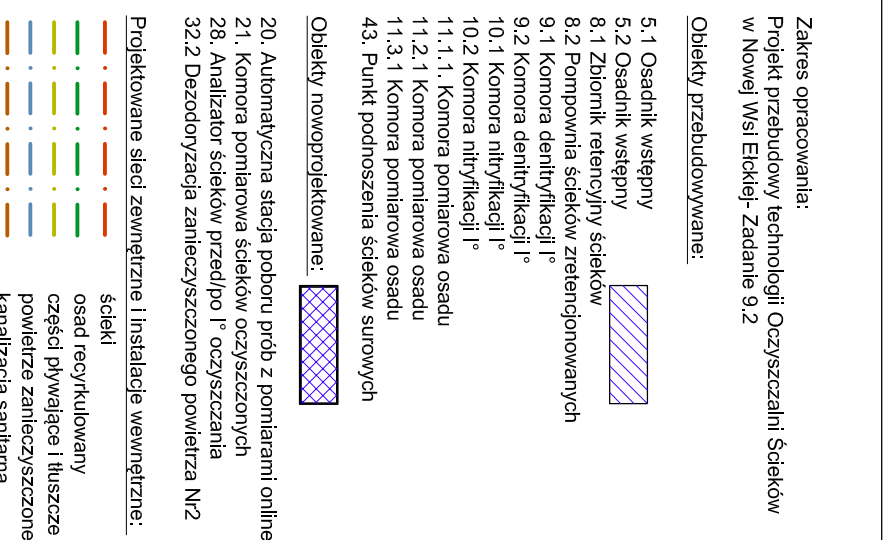 Zakres opracowania:
Projekt przebudowy technologii Oczyszczalni Ścieków
w Nowej Wsi Ełckiej- Zadanie 9.2
Obiekty przebudowywane:
5.1 Osadnik wstępny
5.2 Osadnik wstępny
8.1 Zbiornik retencyjny ścieków
8.2 Pompownia ścieków zretencjonowanych
9.1 Komora denitryfikacji I°
9.2 Komora denitryfikacji I°
10.1 Komora nitryfikacji I°
10.2 Komora nitryfikacji I°
11.1.1. Komora pomiarowa osadu
11.2.1 Komora pomiarowa osadu
11.3.1 Komora pomiarowa osadu
43. Punkt podnoszenia ścieków surowych
Obiekty nowoprojektowane:
20. Automatyczna stacja poboru prób z pomiarami online
21. Komora pomiarowa ścieków oczyszczonych
28. Analizator ścieków przed/po I° oczyszczania
32.2 Dezodoryzacja zanieczyszczonego powietrza Nr2
Projektowane sieci zewnętrzne i instalacje wewnętrzne:
ścieki
osad recyrkulowany
części pływające i tłuszcze
powietrze zanieczyszczone
kanalizacja sanitarna